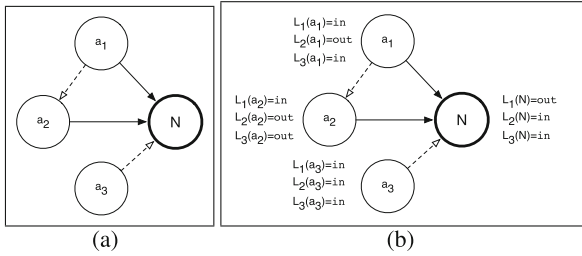 a1
a2
N
a3
(a)
L1(a1)=in
L2(a1)=out
L3(a1)=in
a1
L1(a2)=in
L2(a2)=out
L3(a2)=out
a2
N
L1(N)=out
L2(N)=in
L3(N)=in
L1(a3)=in
L2(a3)=in
L3(a3)=in
a3
(b)